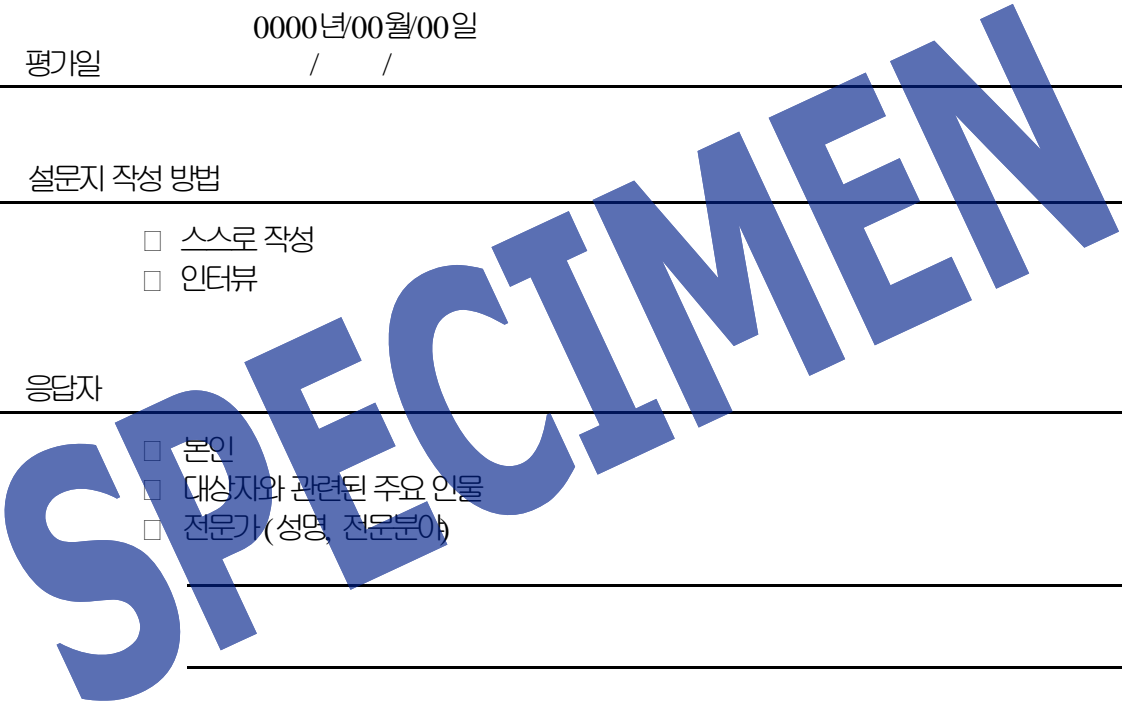 0000년/00월/00일
평가일 / /
설문지 작성 방법
□ 스스로 작성
□ 인터뷰
응답자
□ 본인
□ 대상자와 관련된 주요 인물
□ 전문가 (성명, 전문분야)
SPECIMEN